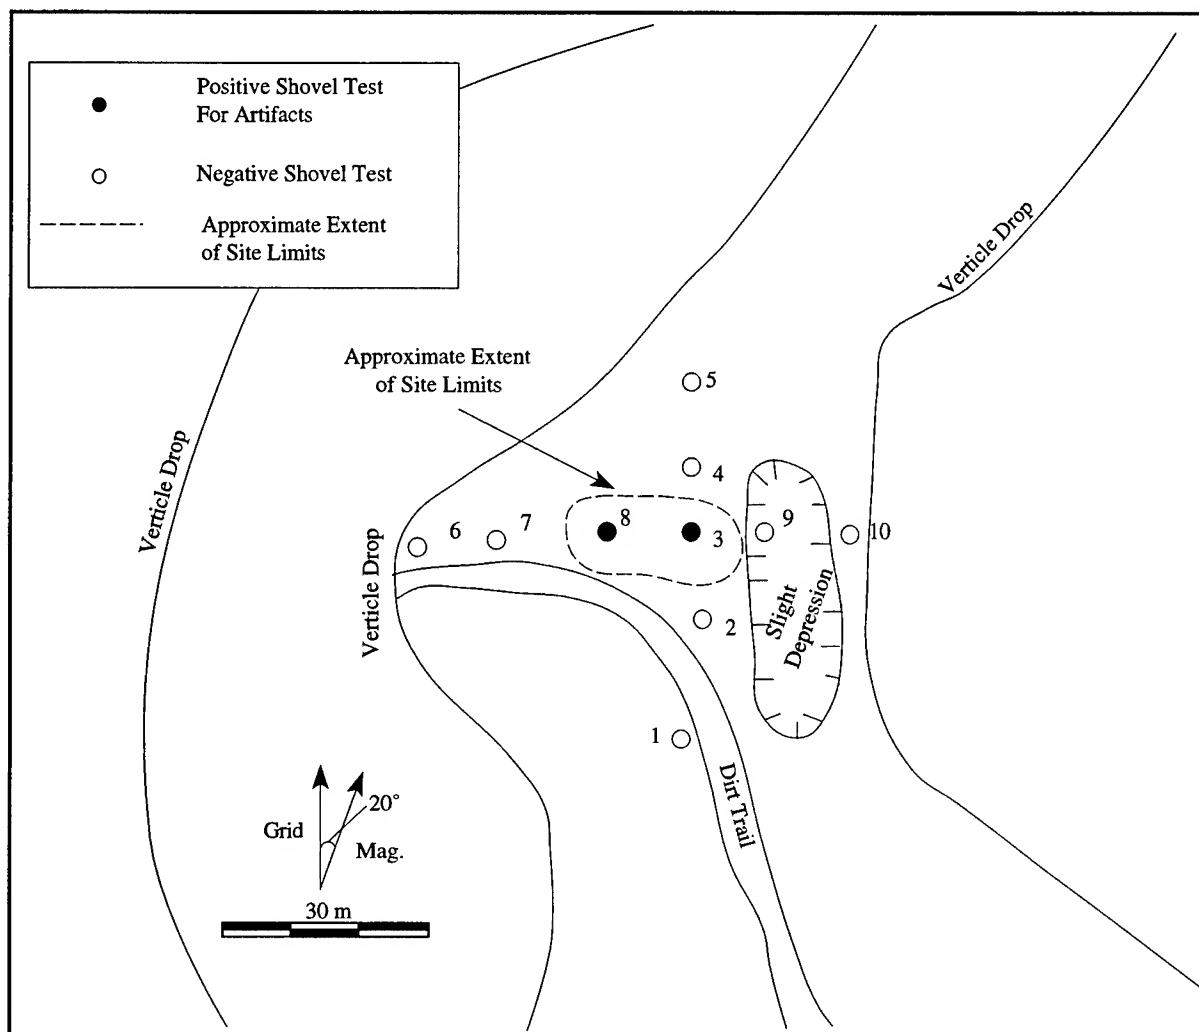 Positive Shovel Test
For Artifacts
Negative Shovel Test
Approximate Extent
of Site Limits
Verticle Drop
Approximate Extent
of Site Limits
5
4
8
3
9
10
6
7
2
1
Verticle Drop
Verticle Drop
Slight
Depression
Dirt Trail
20°
Grid
Mag.
30 m